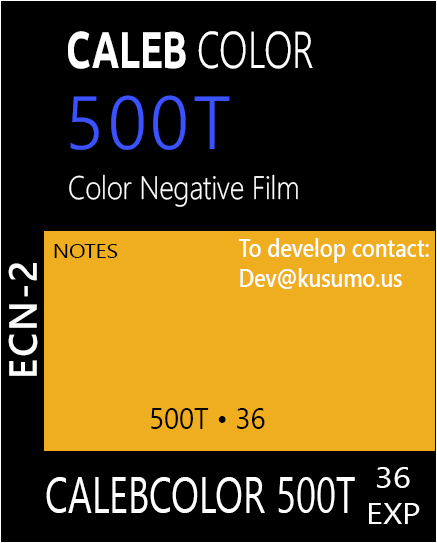 CALEB COLOR
500T
Color Negative Film
ECN-2
NOTES
To develop contact:
Dev@kusumo.us
500T • 36
CALEBCOLOR 500T
36
EXP